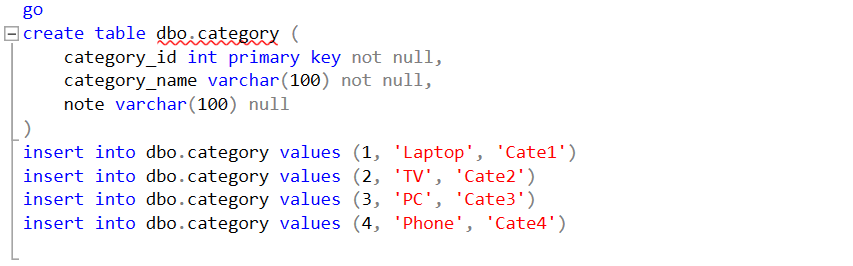 go
create table dbo.category (
category_id int primary key not null,
category_name varchar(100) not null,
note varchar(100) null
)
insert into dbo.category values (1, 'Laptop', 'Cate1')
insert into dbo.category values (2, 'TV', 'Cate2')
insert into dbo.category values (3, 'PC', 'Cate3')
insert into dbo.category values (4, 'Phone', 'Cate4')